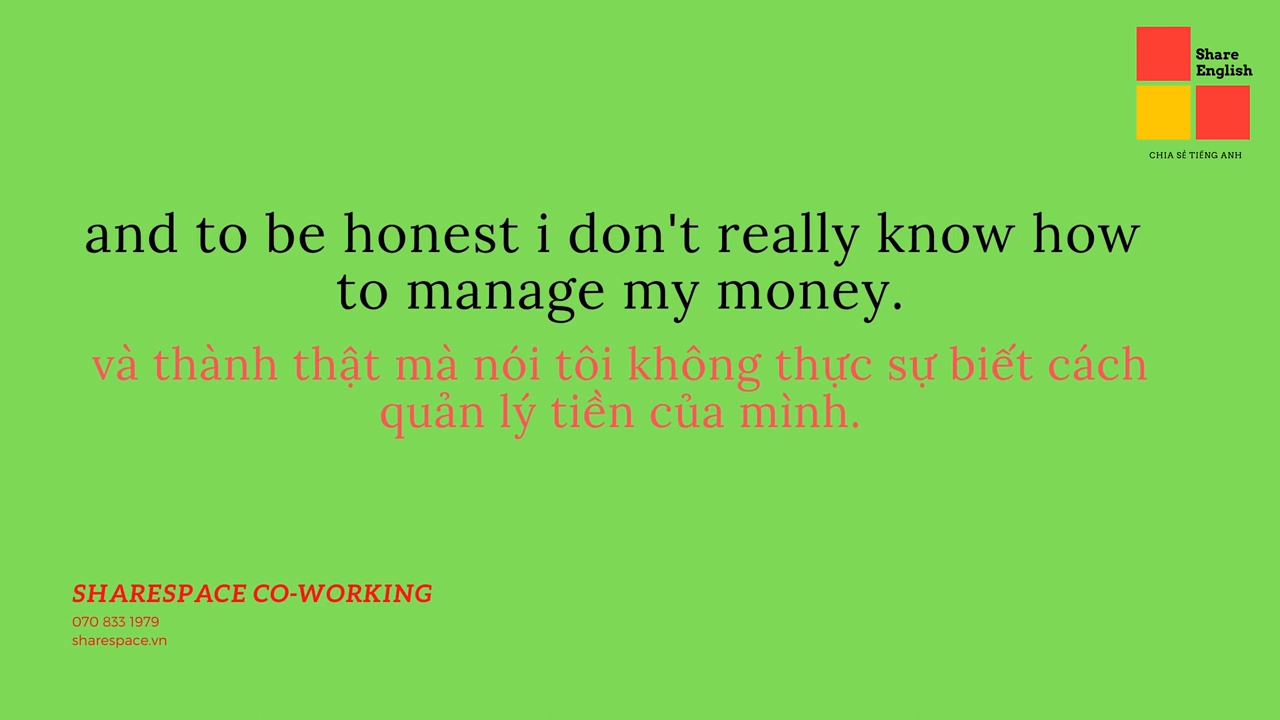 Share
English
CHIA SẺ TIẾNG ANH
and to be honest i don't really know how
to manage my money.
và thành thật mà nói tôi không thực sự biết cách
quản lý tiền của mình.
SHARESPACE CO-WORKING
070 833 1979
sharespace.vn